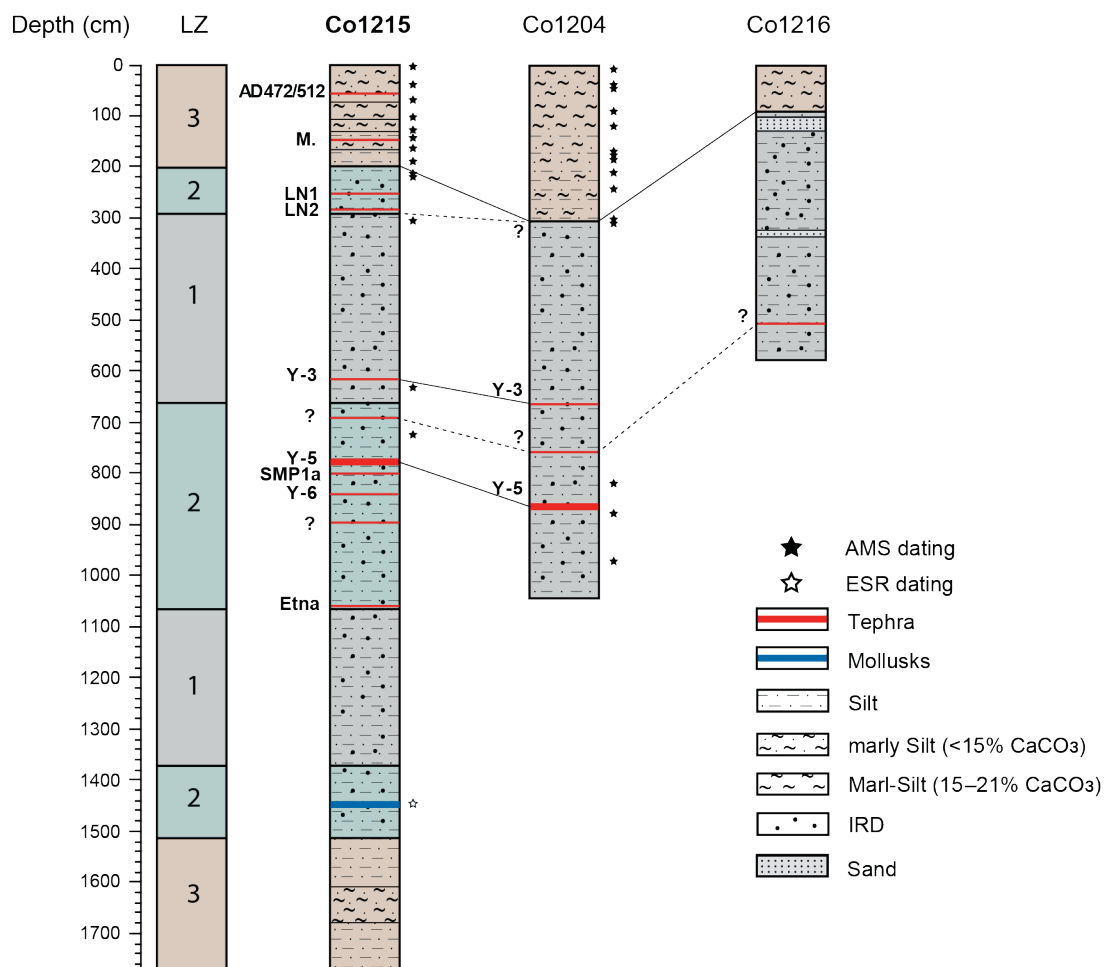 Depth (cm) LZ Co1215 Co1204 Co1216
0
AD472/512
100
3
M.
200
2
LN1
LN2
?
300
1
400
500
?
600
Y-3
Y-3
700
?
?
Y-5
800
SMP1a
Y-6
Y-5
2
900
?
1000
Etna
1100
1
1200
1300
1400
2
1500
1600
3
1700
AMS dating
ESR dating
Tephra
Mollusks
Silt
marly Silt (<15% CaCO₃)
Marl-Silt (15–21% CaCO₃)
IRD
Sand